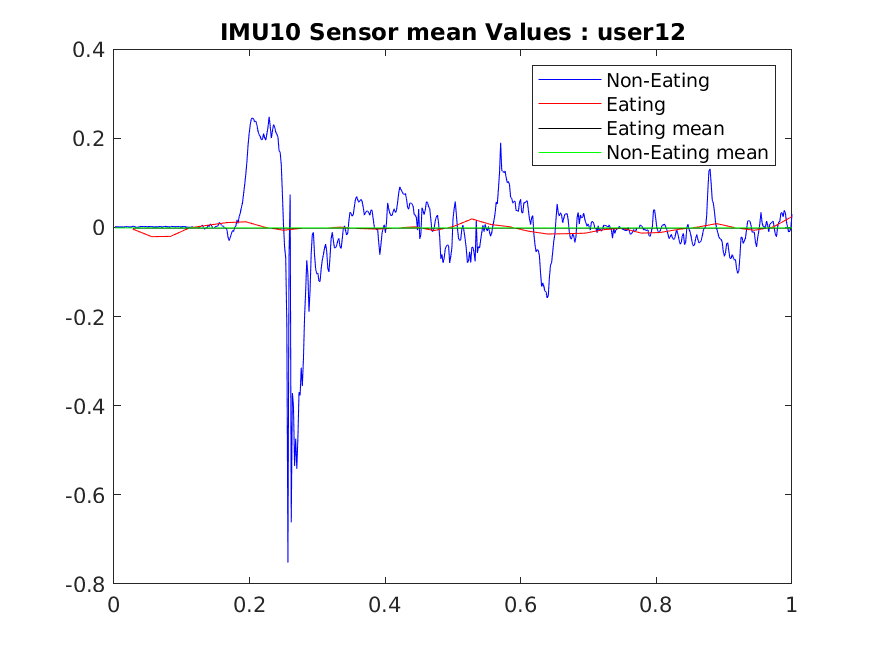 IMU10 Sensor mean Values : user12
0.4
0.2
0
-0.2
-0.4
-0.6
-0.8
Non-Eating
Eating
Eating mean
Non-Eating mean
0 0.2 0.4 0.6 0.8 1